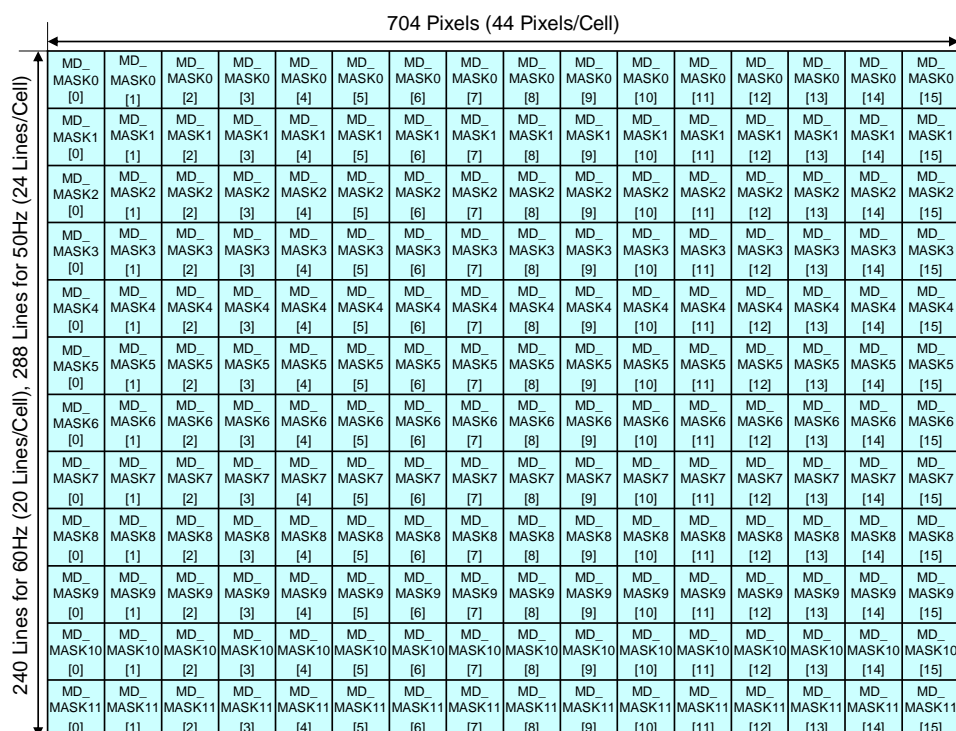 704 Pixels (44 Pixels/Cell)
240 Lines for 60Hz (20 Lines/Cell), 288 Lines for 50Hz (24 Lines/Cell)
MD_ MD_ MD_ MD_ MD_ MD_ MD_ MD_ MD_ MD_ MD_ MD_ MD_ MD_ MD_ MD_
MASK0 MASK0 MASK0 MASK0 MASK0 MASK0 MASK0 MASK0 MASK0 MASK0 MASK0 MASK0 MASK0 MASK0 MASK0 MASK0
[0] [1] [2] [3] [4] [5] [6] [7] [8] [9] [10] [11] [12] [13] [14] [15]
MD_ MD_ MD_ MD_ MD_ MD_ MD_ MD_ MD_ MD_ MD_ MD_ MD_ MD_ MD_ MD_
MASK1 MASK1 MASK1 MASK1 MASK1 MASK1 MASK1 MASK1 MASK1 MASK1 MASK1 MASK1 MASK1 MASK1 MASK1 MASK1
[0] [1] [2] [3] [4] [5] [6] [7] [8] [9] [10] [11] [12] [13] [14] [15]
MD_ MD_ MD_ MD_ MD_ MD_ MD_ MD_ MD_ MD_ MD_ MD_ MD_ MD_ MD_ MD_
MASK2 MASK2 MASK2 MASK2 MASK2 MASK2 MASK2 MASK2 MASK2 MASK2 MASK2 MASK2 MASK2 MASK2 MASK2 MASK2
[0] [1] [2] [3] [4] [5] [6] [7] [8] [9] [10] [11] [12] [13] [14] [15]
MD_ MD_ MD_ MD_ MD_ MD_ MD_ MD_ MD_ MD_ MD_ MD_ MD_ MD_ MD_ MD_
MASK3 MASK3 MASK3 MASK3 MASK3 MASK3 MASK3 MASK3 MASK3 MASK3 MASK3 MASK3 MASK3 MASK3 MASK3 MASK3
[0] [1] [2] [3] [4] [5] [6] [7] [8] [9] [10] [11] [12] [13] [14] [15]
MD_ MD_ MD_ MD_ MD_ MD_ MD_ MD_ MD_ MD_ MD_ MD_ MD_ MD_ MD_ MD_
MASK4 MASK4 MASK4 MASK4 MASK4 MASK4 MASK4 MASK4 MASK4 MASK4 MASK4 MASK4 MASK4 MASK4 MASK4 MASK4
[0] [1] [2] [3] [4] [5] [6] [7] [8] [9] [10] [11] [12] [13] [14] [15]
MD_ MD_ MD_ MD_ MD_ MD_ MD_ MD_ MD_ MD_ MD_ MD_ MD_ MD_ MD_ MD_
MASK5 MASK5 MASK5 MASK5 MASK5 MASK5 MASK5 MASK5 MASK5 MASK5 MASK5 MASK5 MASK5 MASK5 MASK5 MASK5
[0] [1] [2] [3] [4] [5] [6] [7] [8] [9] [10] [11] [12] [13] [14] [15]
MD_ MD_ MD_ MD_ MD_ MD_ MD_ MD_ MD_ MD_ MD_ MD_ MD_ MD_ MD_ MD_
MASK6 MASK6 MASK6 MASK6 MASK6 MASK6 MASK6 MASK6 MASK6 MASK6 MASK6 MASK6 MASK6 MASK6 MASK6 MASK6
[0] [1] [2] [3] [4] [5] [6] [7] [8] [9] [10] [11] [12] [13] [14] [15]
MD_ MD_ MD_ MD_ MD_ MD_ MD_ MD_ MD_ MD_ MD_ MD_ MD_ MD_ MD_ MD_
MASK7 MASK7 MASK7 MASK7 MASK7 MASK7 MASK7 MASK7 MASK7 MASK7 MASK7 MASK7 MASK7 MASK7 MASK7 MASK7
[0] [1] [2] [3] [4] [5] [6] [7] [8] [9] [10] [11] [12] [13] [14] [15]
MD_ MD_ MD_ MD_ MD_ MD_ MD_ MD_ MD_ MD_ MD_ MD_ MD_ MD_ MD_ MD_
MASK8 MASK8 MASK8 MASK8 MASK8 MASK8 MASK8 MASK8 MASK8 MASK8 MASK8 MASK8 MASK8 MASK8 MASK8 MASK8
[0] [1] [2] [3] [4] [5] [6] [7] [8] [9] [10] [11] [12] [13] [14] [15]
MD_ MD_ MD_ MD_ MD_ MD_ MD_ MD_ MD_ MD_ MD_ MD_ MD_ MD_ MD_ MD_
MASK9 MASK9 MASK9 MASK9 MASK9 MASK9 MASK9 MASK9 MASK9 MASK9 MASK9 MASK9 MASK9 MASK9 MASK9 MASK9
[0] [1] [2] [3] [4] [5] [6] [7] [8] [9] [10] [11] [12] [13] [14] [15]
MD_ MD_ MD_ MD_ MD_ MD_ MD_ MD_ MD_ MD_ MD_ MD_ MD_ MD_ MD_ MD_
MASK10 MASK10 MASK10 MASK10 MASK10 MASK10 MASK10 MASK10 MASK10 MASK10 MASK10 MASK10 MASK10 MASK10 MASK10 MASK10
[0] [1] [2] [3] [4] [5] [6] [7] [8] [9] [10] [11] [12] [13] [14] [15]
MD_ MD_ MD_ MD_ MD_ MD_ MD_ MD_ MD_ MD_ MD_ MD_ MD_ MD_ MD_ MD_
MASK11 MASK11 MASK11 MASK11 MASK11 MASK11 MASK11 MASK11 MASK11 MASK11 MASK11 MASK11 MASK11 MASK11 MASK11 MASK11
[0] [1] [2] [3] [4] [5] [6] [7] [8] [9] [10] [11] [12] [13] [14] [15]